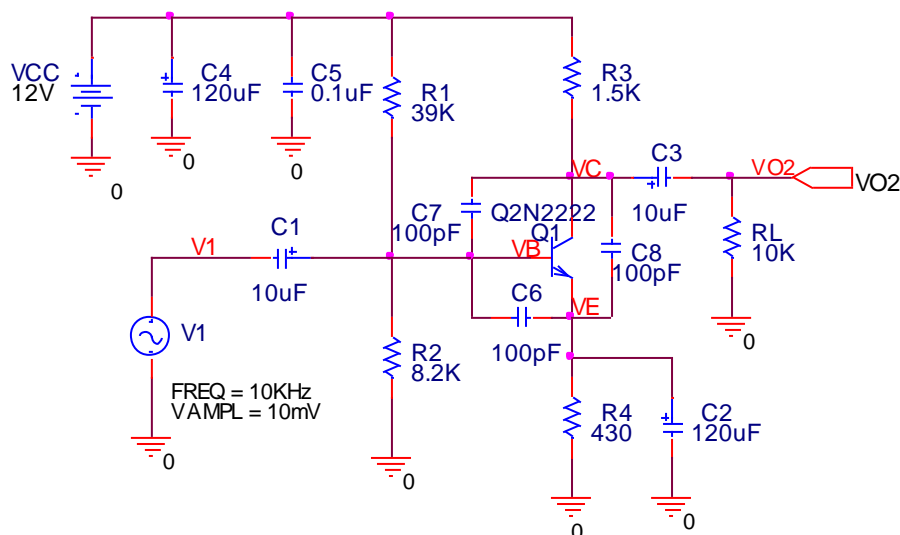 VCC
12V
C4
120uF
C5
0.1uF
R1
39K
R3
1.5K
0
0
0
VC
C3
10uF
VO2
VO2
C7
100pF
Q2N2222
Q1
VB
C8
100pF
RL
10K
V1
C1
10uF
C6
100pF
VE
0
V1
FREQ = 10KHz
VAMPL = 10mV
R2
8.2K
R4
430
C2
120uF
0
0
0
0